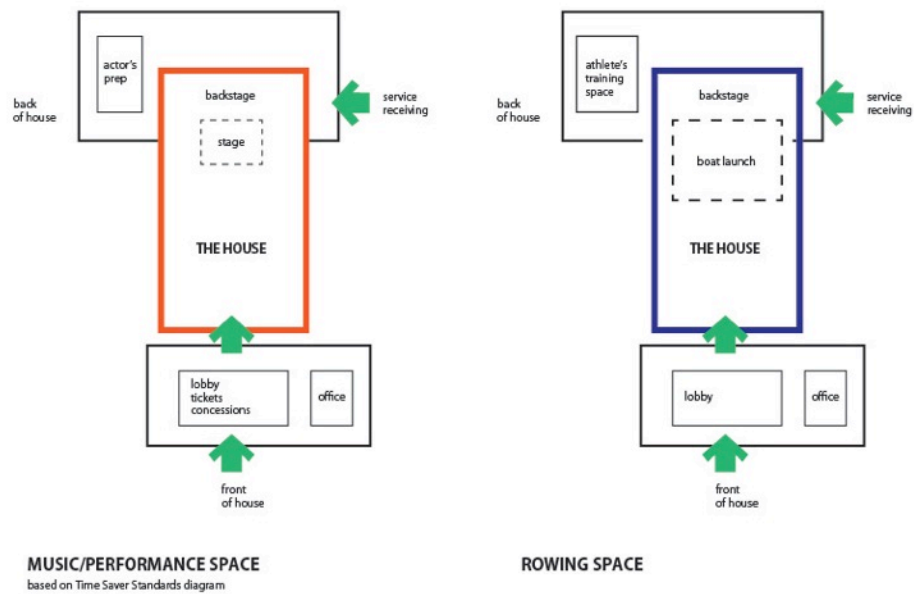 actor's
prep
back
of house
backstage
service
receiving
stage
THE HOUSE
lobby
tickets
concessions
office
front
of house
MUSIC/PERFORMANCE SPACE
based on Time Saver Standards diagram
athlete's
training
space
back
of house
backstage
service
receiving
boat launch
THE HOUSE
lobby
office
front
of house
ROWING SPACE